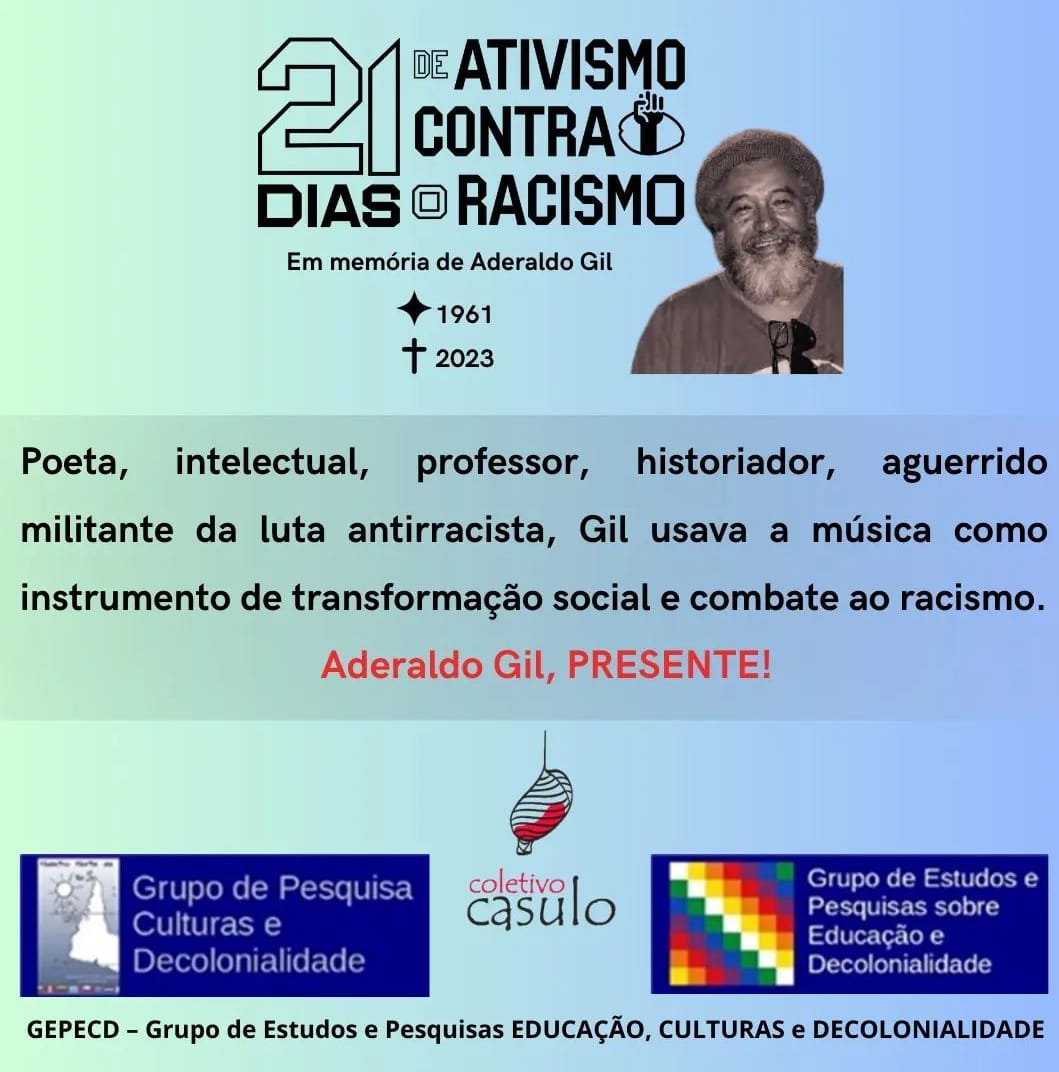 21 DE ATIVISMO
CONTRA
DIAS O RACISMO
Em memória de Aderaldo Gil
1961
2023
Poeta, intelectual, professor, historiador, aguerrido
militante da luta antirracista, Gil usava a música como
instrumento de transformação social e combate ao racismo.
Aderaldo Gil, PRESENTE!
coletivo
casulo
Grupo de Pesquisa
Culturas e
Decolonialidade
Grupo de Estudos e
Pesquisas sobre
Educação e
Decolonialidade
GEPECD – Grupo de Estudos e Pesquisas EDUCAÇÃO, CULTURAS e DECOLONIALIDADE